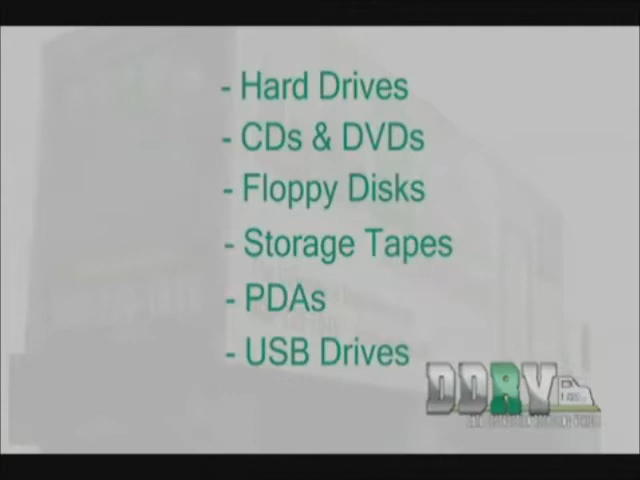 - Hard Drives
- CDs & DVDs
- Floppy Disks
- Storage Tapes
- PDAs
- USB Drives
DDRV